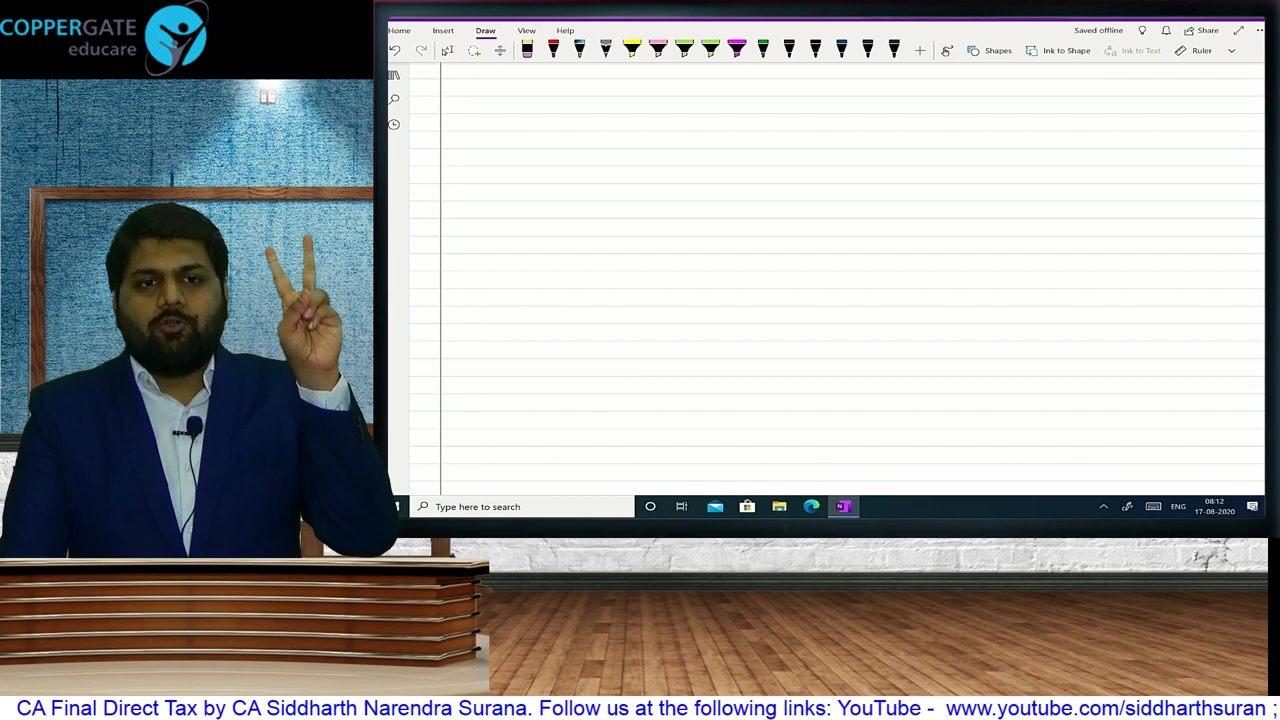 COPPERGATE
educare
Home Insert Draw View Help Saved offline Share
Shapes Ink to Shape Ink to Text Ruler
Type here to search ENG 08:12
17-08-2020
CA Final Direct Tax by CA Siddharth Narendra Surana. Follow us at the following links: YouTube - www.youtube.com/siddharthsuran ;